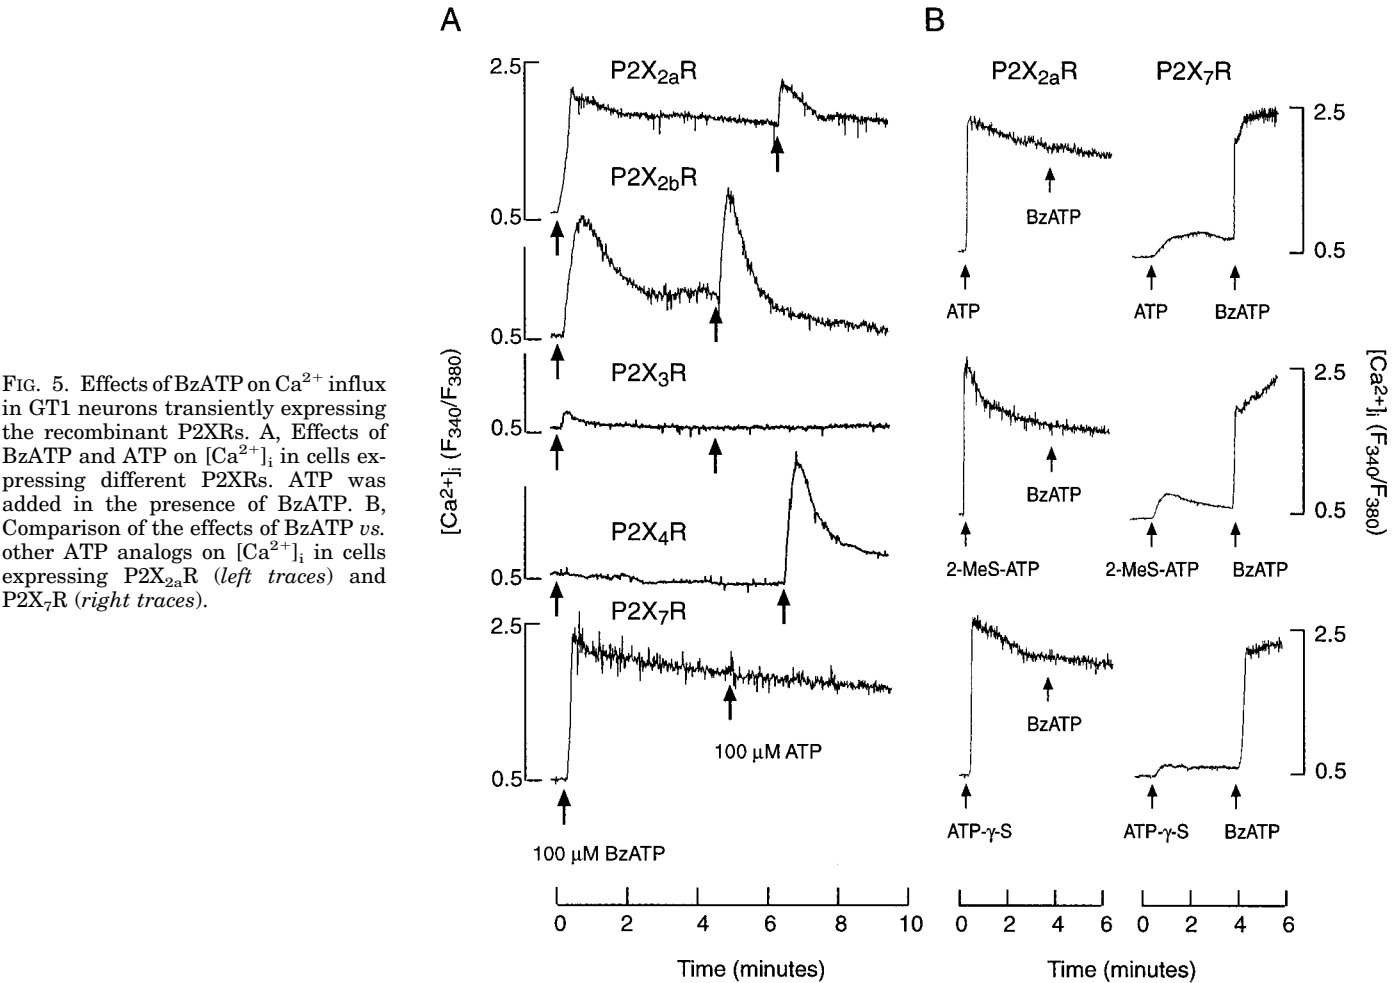 FIG. 5. Effects of BzATP on Ca2+ influx
in GT1 neurons transiently expressing
the recombinant P2XRs. A, Effects of
BzATP and ATP on [Ca2+]i in cells ex-
pressing different P2XRs. ATP was
added in the presence of BzATP. B,
Comparison of the effects of BzATP vs.
other ATP analogs on [Ca2+]i in cells
expressing P2X2aR (left traces) and
P2X7R (right traces).
A
[Ca2+]i (F340/F380)
2.5
P2X2aR
0.5
P2X2bR
0.5
P2X3R
0.5
P2X4R
0.5
P2X7R
2.5
0.5
100 μM ATP
100 μM BzATP
0 2 4 6 8 10
Time (minutes)
B
P2X2aR P2X7R
2.5
BzATP
0.5
ATP ATP BzATP
[Ca2+]i (F340/F380)
2.5
BzATP
0.5
2-MeS-ATP 2-MeS-ATP BzATP
2.5
BzATP
0.5
ATP-γ-S ATP-γ-S BzATP
0 2 4 6 0 2 4 6
Time (minutes)